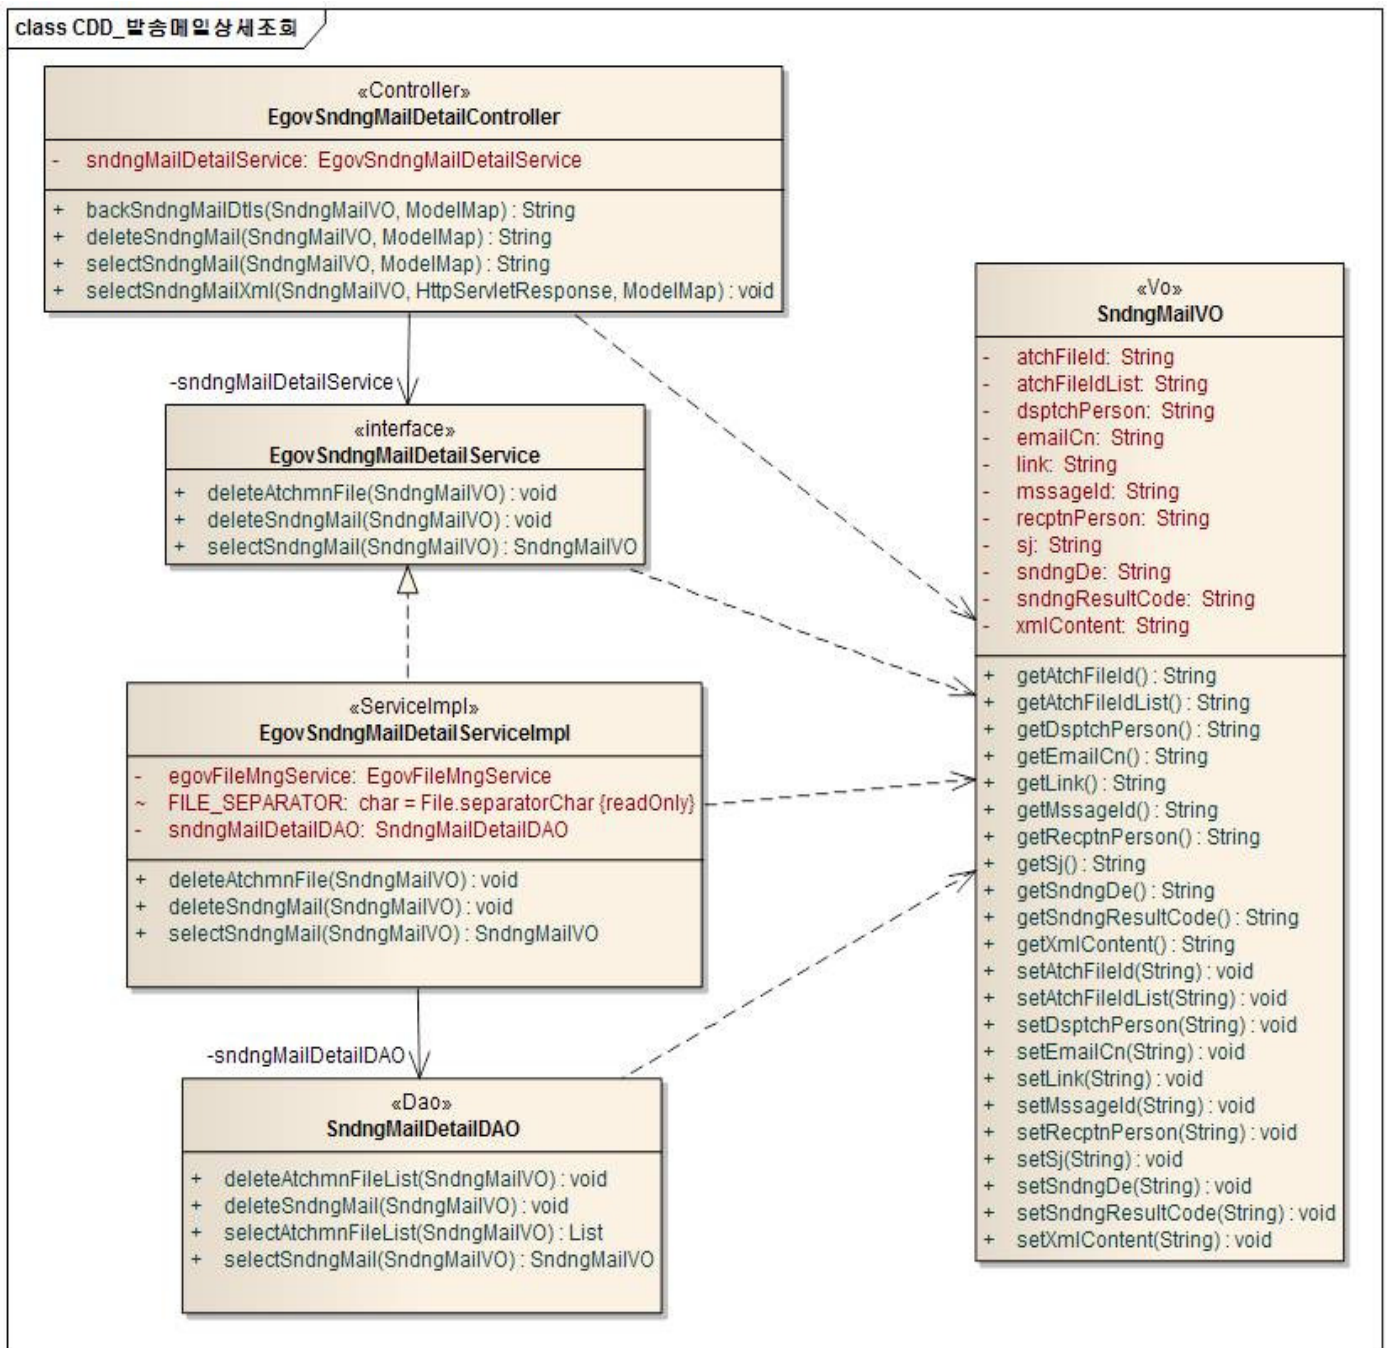 class CDD_발송메일상세조회
«Controller»
EgovSndngMailDetailController
- sndngMailDetailService: EgovSndngMailDetailService
+ backSndngMailDtls(SndngMailVO, ModelMap) : String
+ deleteSndngMail(SndngMailVO, ModelMap) : String
+ selectSndngMail(SndngMailVO, ModelMap) : String
+ selectSndngMailXml(SndngMailVO, HttpServletResponse, ModelMap) : void
-sndngMailDetailService
«interface»
EgovSndngMailDetailService
+ deleteAtchmnFile(SndngMailVO) : void
+ deleteSndngMail(SndngMailVO) : void
+ selectSndngMail(SndngMailVO) : SndngMailVO
«ServiceImpl»
EgovSndngMailDetailServiceImpl
- egovFileMngService: EgovFileMngService
~ FILE_SEPARATOR: char = File.separatorChar {readOnly}
- sndngMailDetailDAO: SndngMailDetailDAO
+ deleteAtchmnFile(SndngMailVO) : void
+ deleteSndngMail(SndngMailVO) : void
+ selectSndngMail(SndngMailVO) : SndngMailVO
-sndngMailDetailDAO
«Dao»
SndngMailDetailDAO
+ deleteAtchmnFileList(SndngMailVO) : void
+ deleteSndngMail(SndngMailVO) : void
+ selectAtchmnFileList(SndngMailVO) : List
+ selectSndngMail(SndngMailVO) : SndngMailVO
«Vo»
SndngMailVO
- atchFileId: String
- atchFileIdList: String
- dsptchPerson: String
- emailCn: String
- link: String
- mssageId: String
- recptnPerson: String
- sj: String
- sndngDe: String
- sndngResultCode: String
- xmlContent: String
+ getAtchFileId() : String
+ getAtchFileIdList() : String
+ getDsptchPerson() : String
+ getEmailCn() : String
+ getLink() : String
+ getMssageId() : String
+ getRecptnPerson() : String
+ getSj() : String
+ getSndngDe() : String
+ getSndngResultCode() : String
+ getXmlContent() : String
+ setAtchFileId(String) : void
+ setAtchFileIdList(String) : void
+ setDsptchPerson(String) : void
+ setEmailCn(String) : void
+ setLink(String) : void
+ setMssageId(String) : void
+ setRecptnPerson(String) : void
+ setSj(String) : void
+ setSndngDe(String) : void
+ setSndngResultCode(String) : void
+ setXmlContent(String) : void